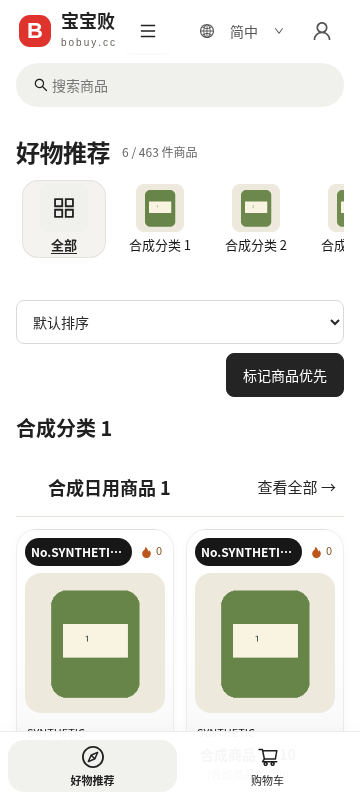 B 宝宝败
bobuy.cc
简中
搜索商品
好物推荐 6 / 463 件商品
全部 合成分类 1 合成分类 2 合成
默认排序
标记商品优先
合成分类 1
合成日用商品 1 查看全部 →
No.SYNTHETI… 0 No.SYNTHETI… 0
1 1
好物推荐 购物车